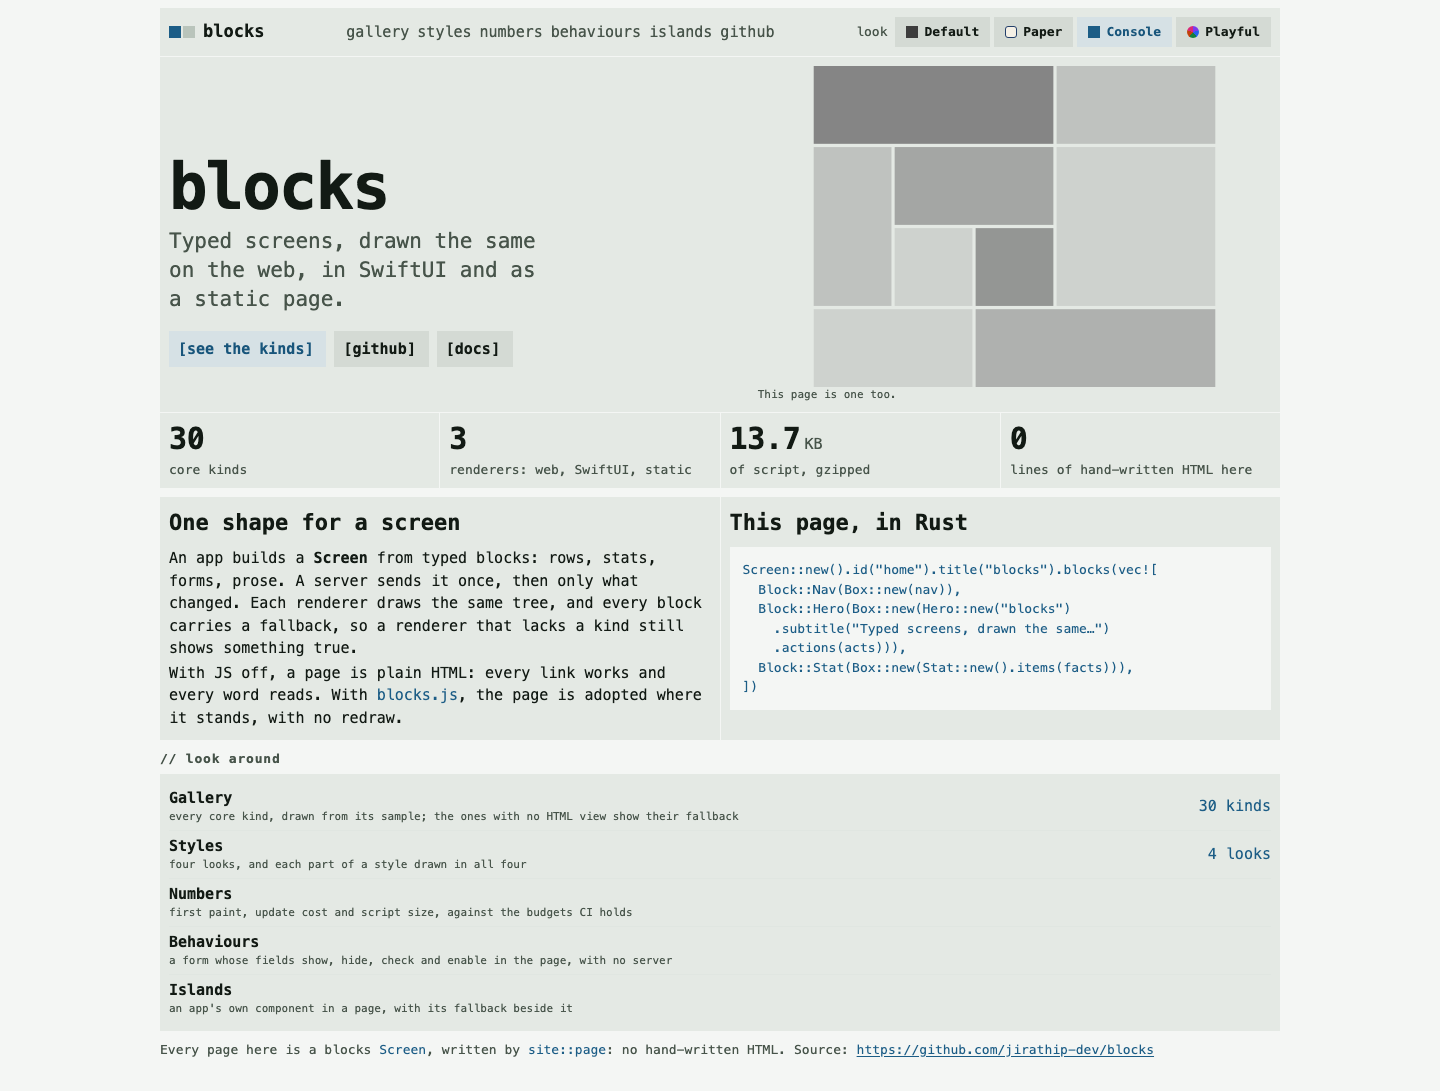 blocks
gallery styles numbers behaviours islands github
look
Default
Paper
Console
Playful
blocks
Typed screens, drawn the same
on the web, in SwiftUI and as
a static page.
[see the kinds]
[github]
[docs]
This page is one too.
30
core kinds
3
renderers: web, SwiftUI, static
13.7 KB
of script, gzipped
0
lines of hand-written HTML here
One shape for a screen
An app builds a Screen from typed blocks: rows, stats,
forms, prose. A server sends it once, then only what
changed. Each renderer draws the same tree, and every block
carries a fallback, so a renderer that lacks a kind still
shows something true.
With JS off, a page is plain HTML: every link works and
every word reads. With blocks.js, the page is adopted where
it stands, with no redraw.
This page, in Rust
Screen::new().id("home").title("blocks").blocks(vec![
  Block::Nav(Box::new(nav)),
  Block::Hero(Box::new(Hero::new("blocks")
    .subtitle("Typed screens, drawn the same…")
    .actions(acts))),
  Block::Stat(Box::new(Stat::new().items(facts))),
])
// look around
Gallery
every core kind, drawn from its sample; the ones with no HTML view show their fallback
30 kinds
Styles
four looks, and each part of a style drawn in all four
4 looks
Numbers
first paint, update cost and script size, against the budgets CI holds
Behaviours
a form whose fields show, hide, check and enable in the page, with no server
Islands
an app's own component in a page, with its fallback beside it
Every page here is a blocks Screen, written by site::page: no hand-written HTML. Source: https://github.com/jirathip-dev/blocks